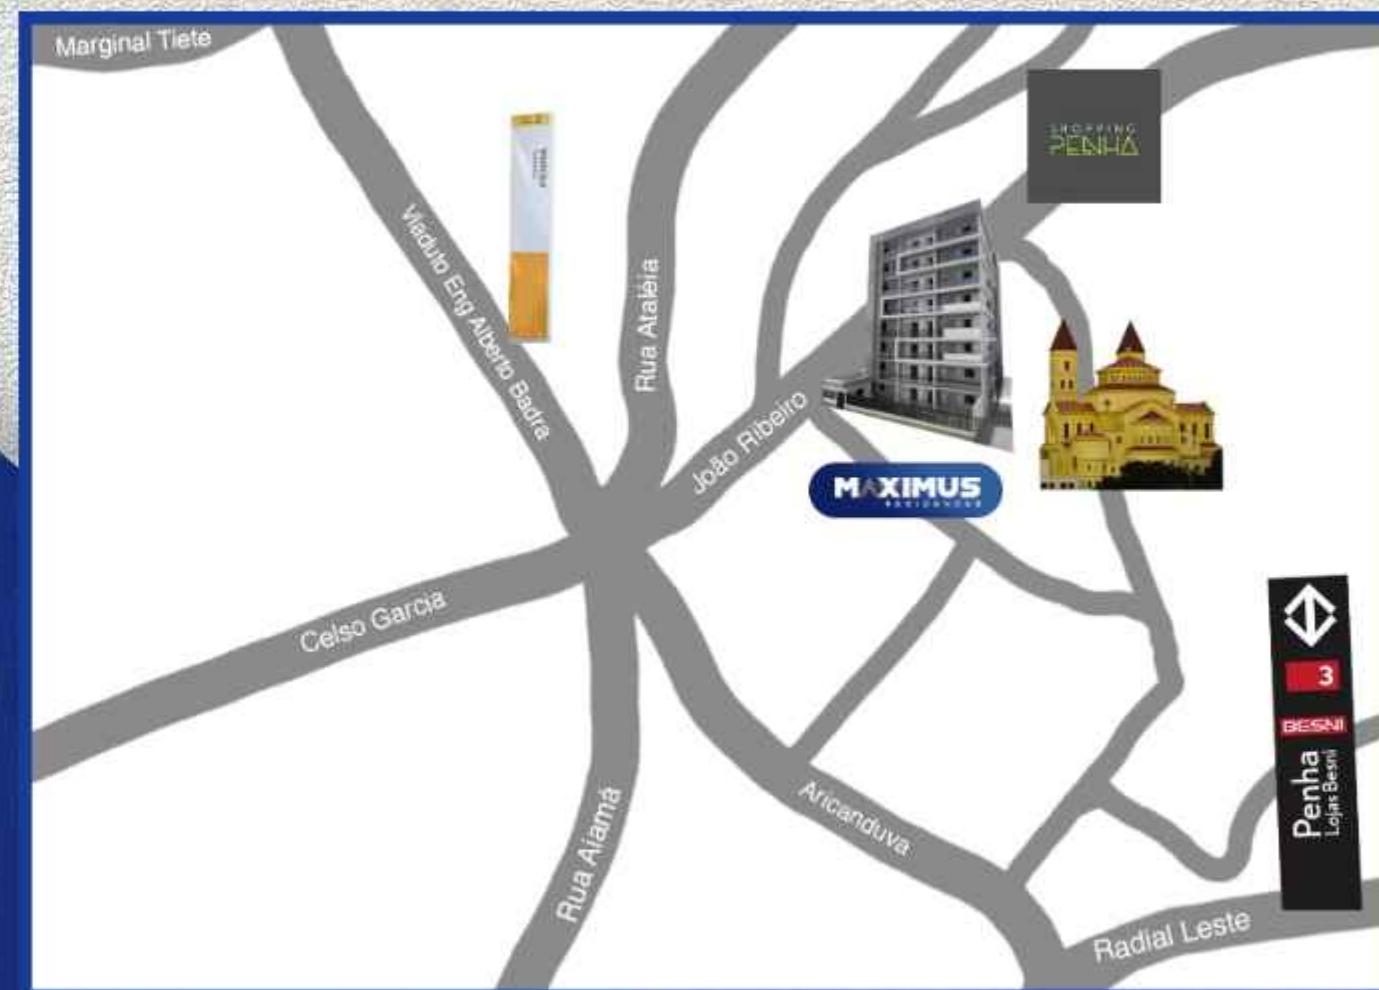 Marginal Tiete
SHOPPING
PENHA
Viaduto Eng Alberto Badra
Rua Ataléia
João Ribeiro
MAXIMUS
RESIDENCE
Celso Garcia
3
BESNI
Penha
Lojas Besni
Aricanduva
Rua Aiamá
Radial Leste